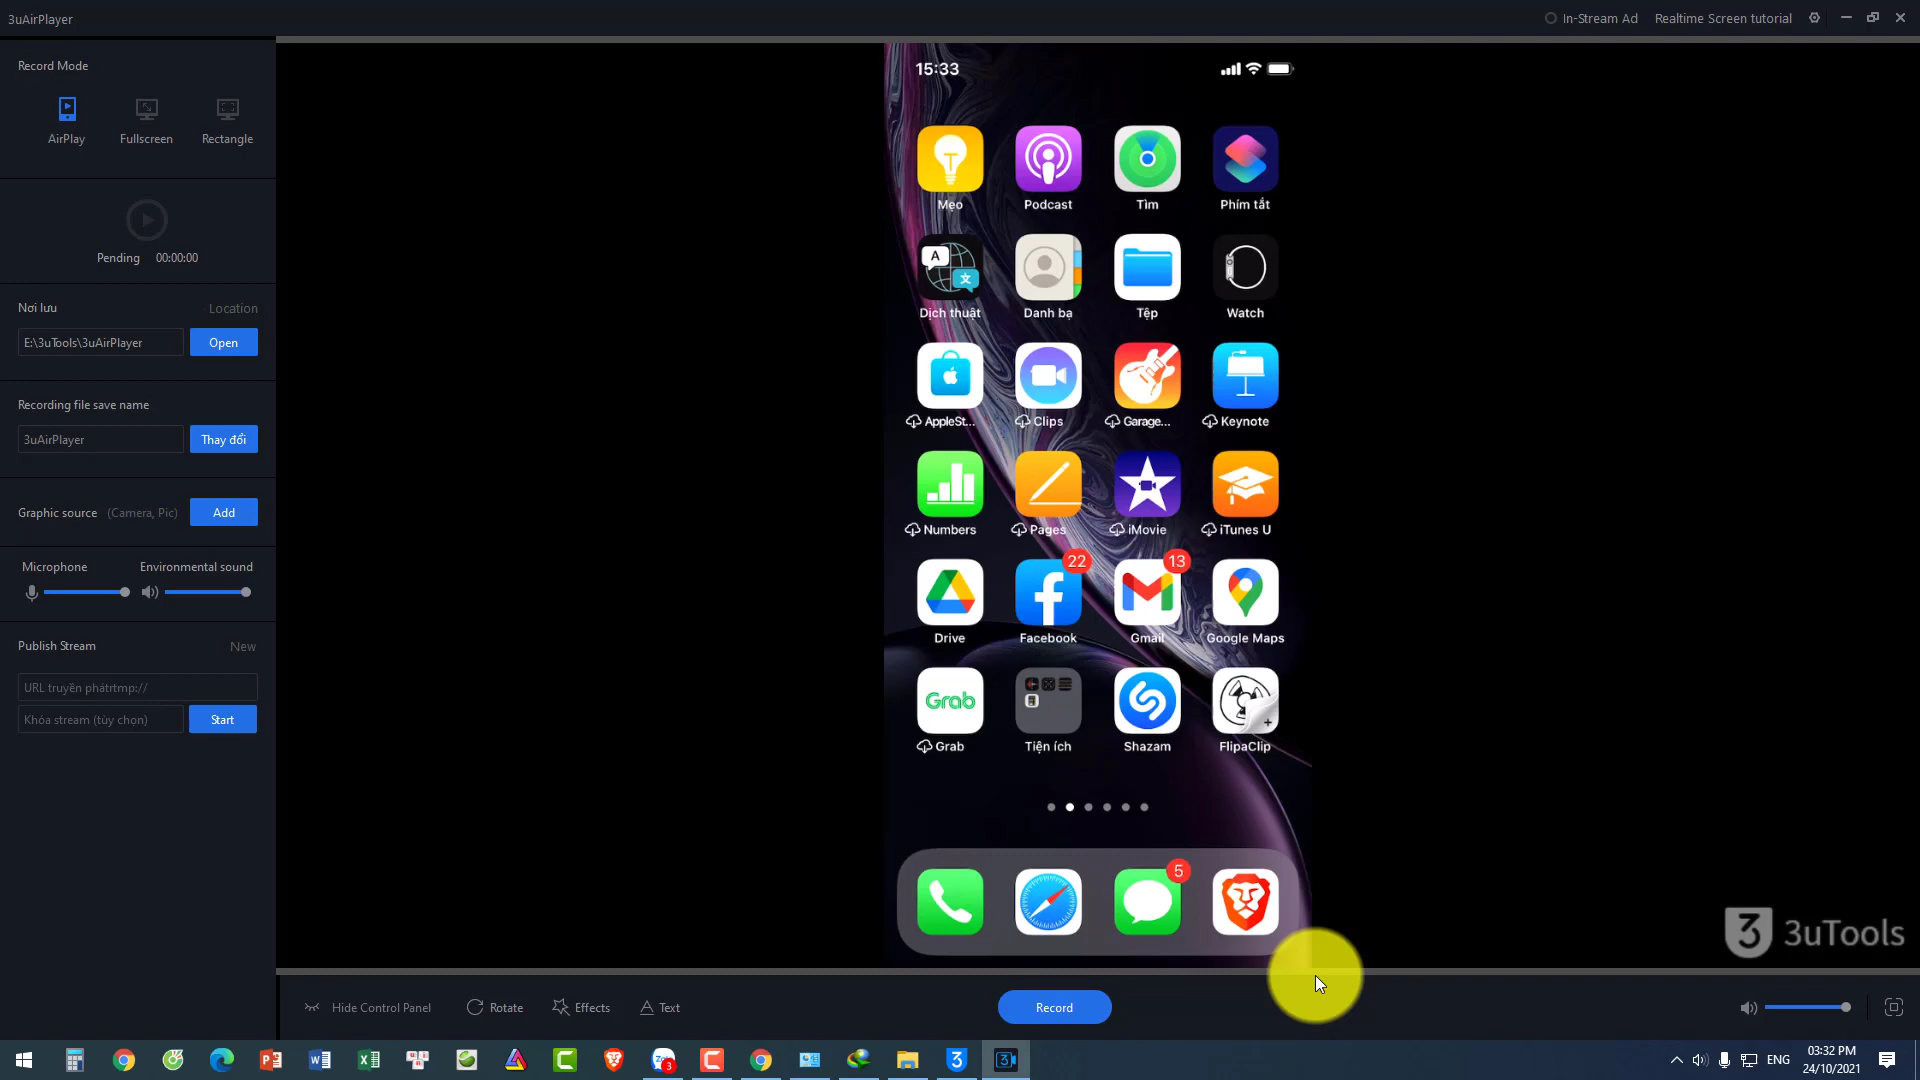 3uAirPlayer
In-Stream Ad
Realtime Screen tutorial
Record Mode
AirPlay
Fullscreen
Rectangle
Pending 00:00:00
Nơi lưu
Location
E:\3uTools\3uAirPlayer
Open
Recording file save name
3uAirPlayer
Thay đổi
Graphic source (Camera, Pic)
Add
Microphone
Environmental sound
Publish Stream
New
URL truyền phátrtmp://
Khóa stream (tùy chọn)
Start
15:33
Mẹo
Podcast
Tìm
Phím tắt
Dịch thuật
Danh bạ
Tệp
Watch
AppleSt...
Clips
Garage...
Keynote
Numbers
Pages
iMovie
iTunes U
22
13
Drive
Facebook
Gmail
Google Maps
Grab
Grab
Tiện ích
Shazam
FlipaClip
5
3uTools
Hide Control Panel
Rotate
Effects
Text
Record
ENG
03:32 PM
24/10/2021